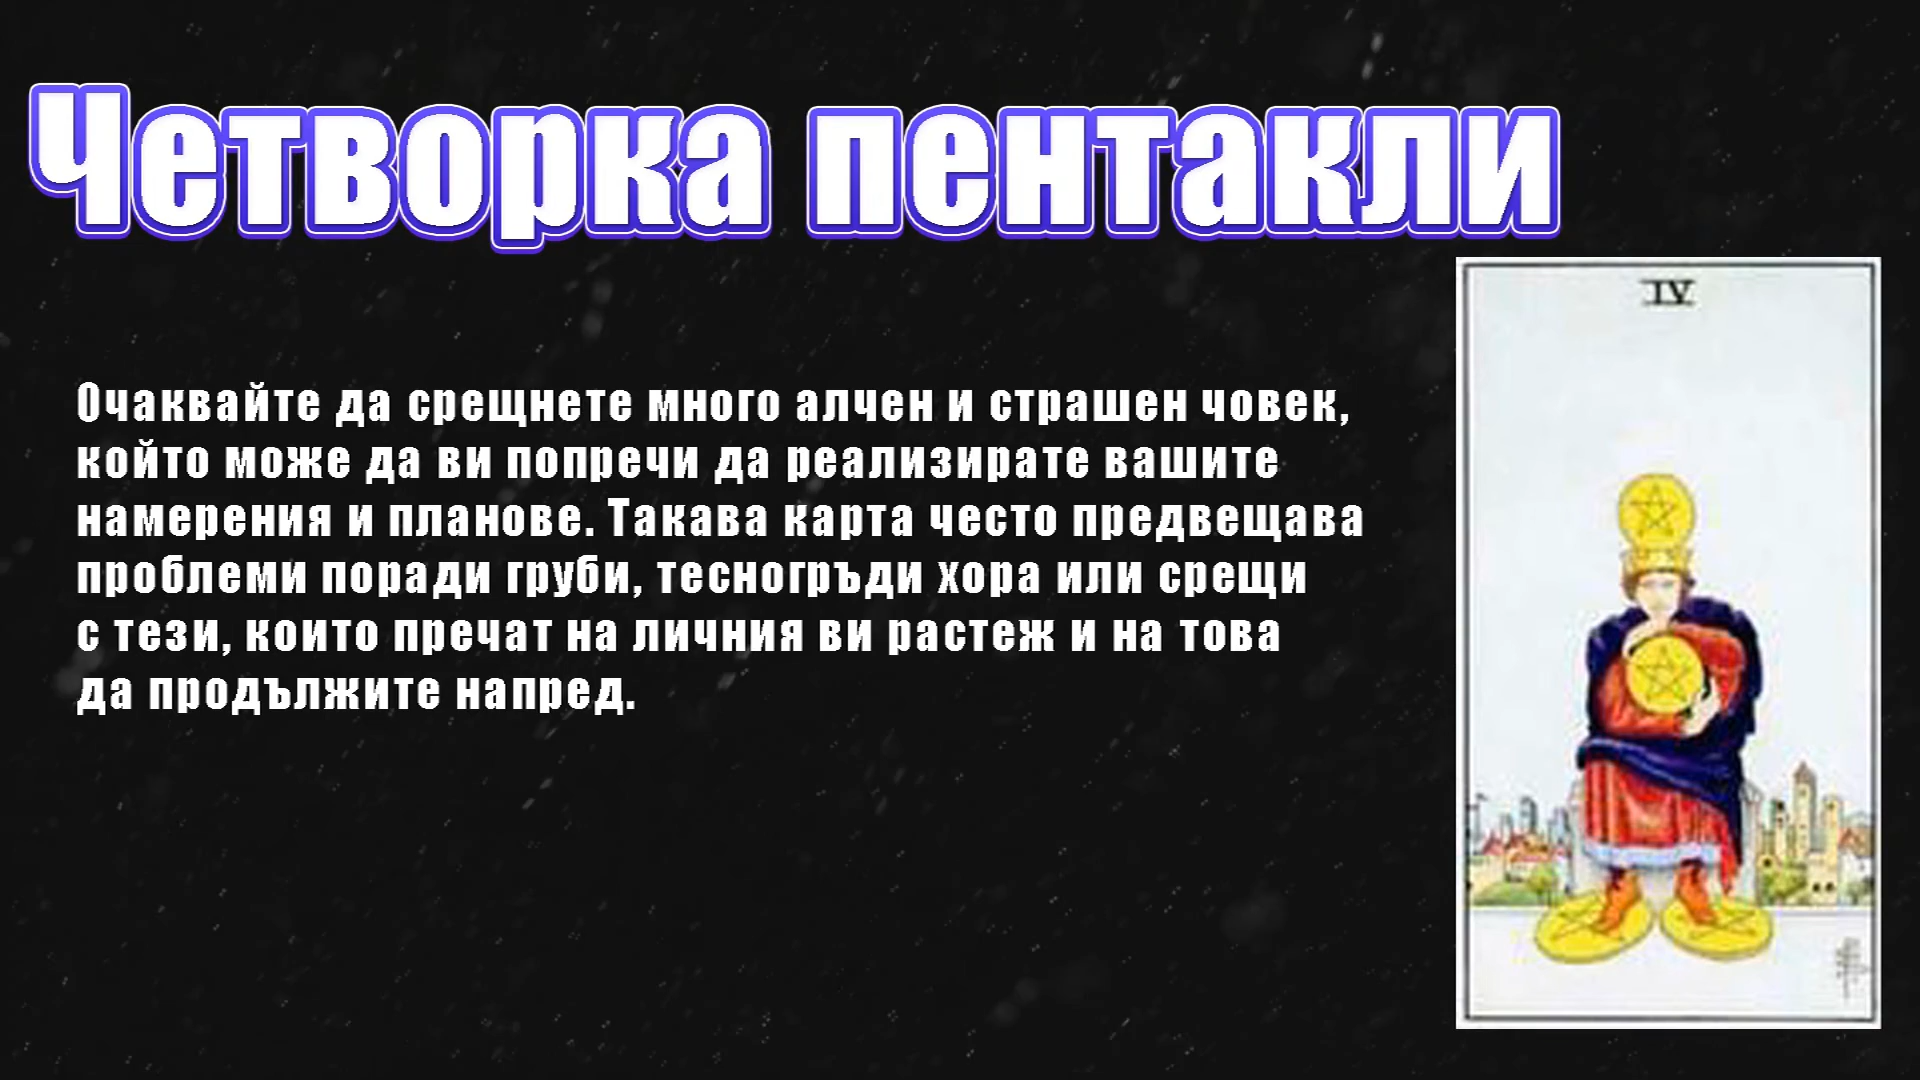 Четворка пентакли
IV
Очаквайте да срещнете много алчен и страшен човек,
който може да ви попречи да реализирате вашите
намерения и планове. Такава карта често предвещава
проблеми поради груби, тесногръди хора или срещи
с тези, които пречат на личния ви растеж и на това
да продължите напред.